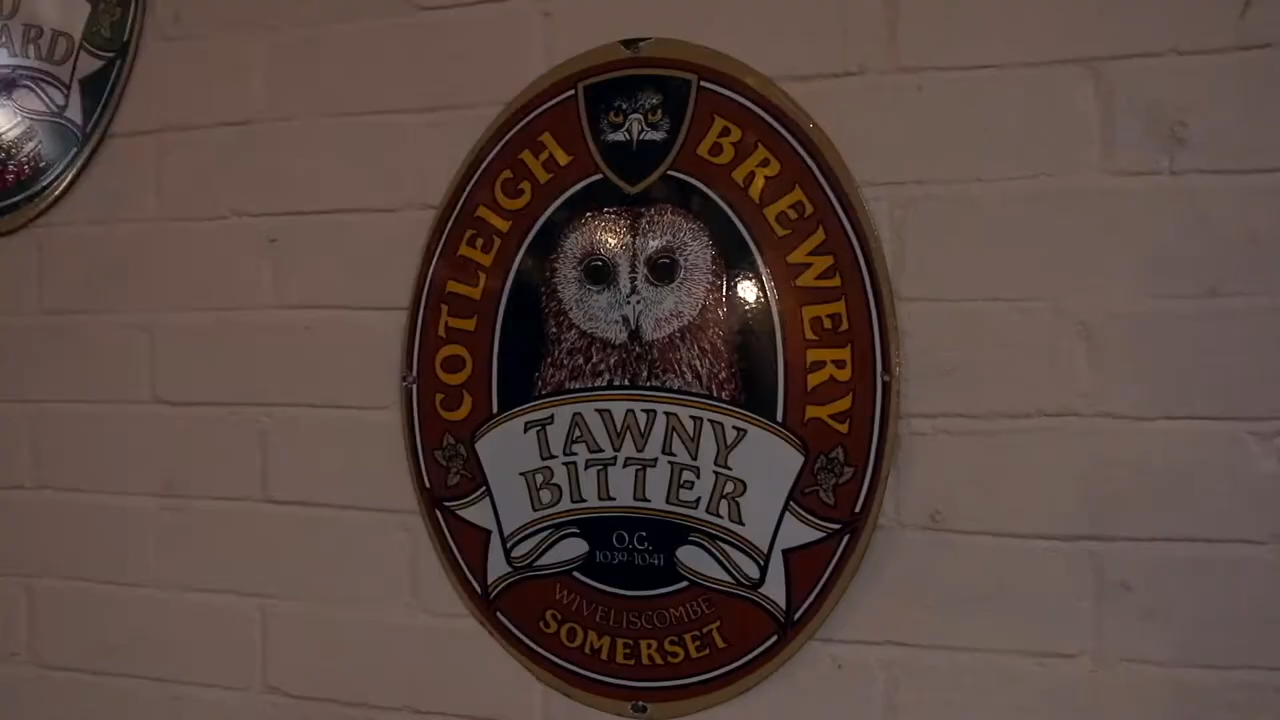 COTLEIGH BREWERY
TAWNY
BITTER
O.G.
1039-1041
WIVELISCOMBE
SOMERSET